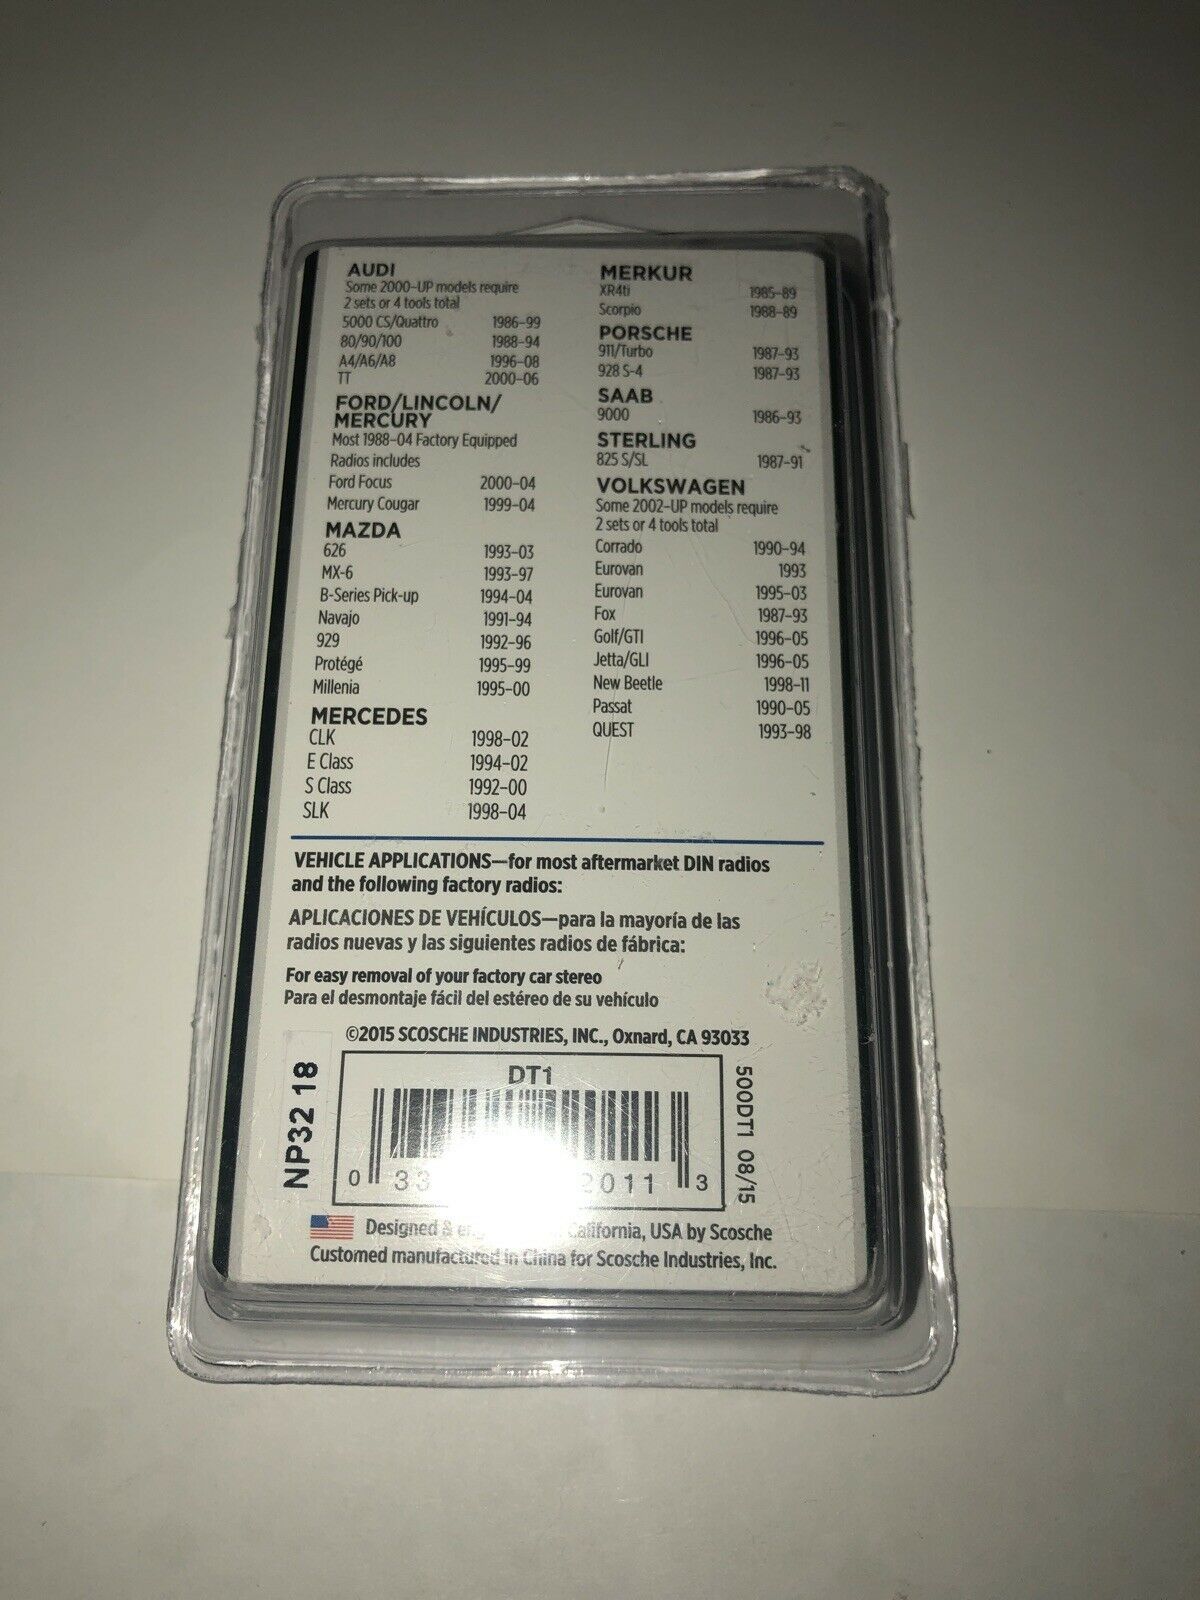 AUDI
Some 2000-UP models require
2 sets or 4 tools total
5000 CS/Quattro 1986-99
80/90/100 1988-94
A4/A6/A8 1996-08
TT 2000-06
FORD/LINCOLN/
MERCURY
Most 1988-04 Factory Equipped
Radios includes
Ford Focus 2000-04
Mercury Cougar 1999-04
MAZDA
626 1993-03
MX-6 1993-97
B-Series Pick-up 1994-04
Navajo 1991-94
929 1992-96
Protégé 1995-99
Millenia 1995-00
MERCEDES
CLK 1998-02
E Class 1994-02
S Class 1992-00
SLK 1998-04
MERKUR
XR4ti 1985-89
Scorpio 1988-89
PORSCHE
911/Turbo 1987-93
928 S-4 1987-93
SAAB
9000 1986-93
STERLING
825 S/SL 1987-91
VOLKSWAGEN
Some 2002-UP models require
2 sets or 4 tools total
Corrado 1990-94
Eurovan 1993
Eurovan 1995-03
Fox 1987-93
Golf/GTI 1996-05
Jetta/GLI 1996-05
New Beetle 1998-11
Passat 1990-05
QUEST 1993-98
VEHICLE APPLICATIONS—for most aftermarket DIN radios
and the following factory radios:
APLICACIONES DE VEHÍCULOS—para la mayoría de las
radios nuevas y las siguientes radios de fábrica:
For easy removal of your factory car stereo
Para el desmontaje fácil del estéreo de su vehículo
©2015 SCOSCHE INDUSTRIES, INC., Oxnard, CA 93033
NP32 18
DT1
0 33 2011 3
500DT1 08/15
Designed & California, USA by Scosche
Customed manufactured in China for Scosche Industries, Inc.